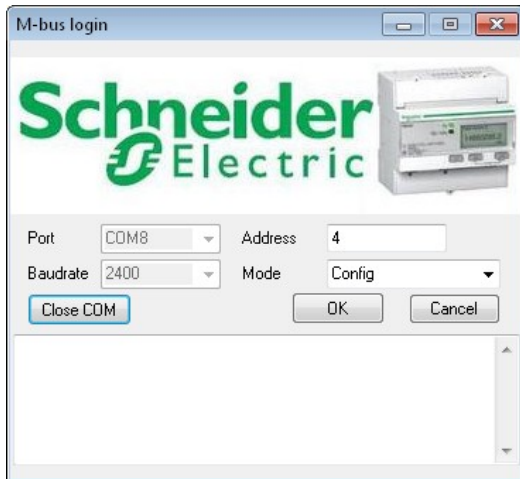 M-bus login
Schneider
Electric
Port
COM8
Address
4
Baudrate
2400
Mode
Config
Close COM
OK
Cancel